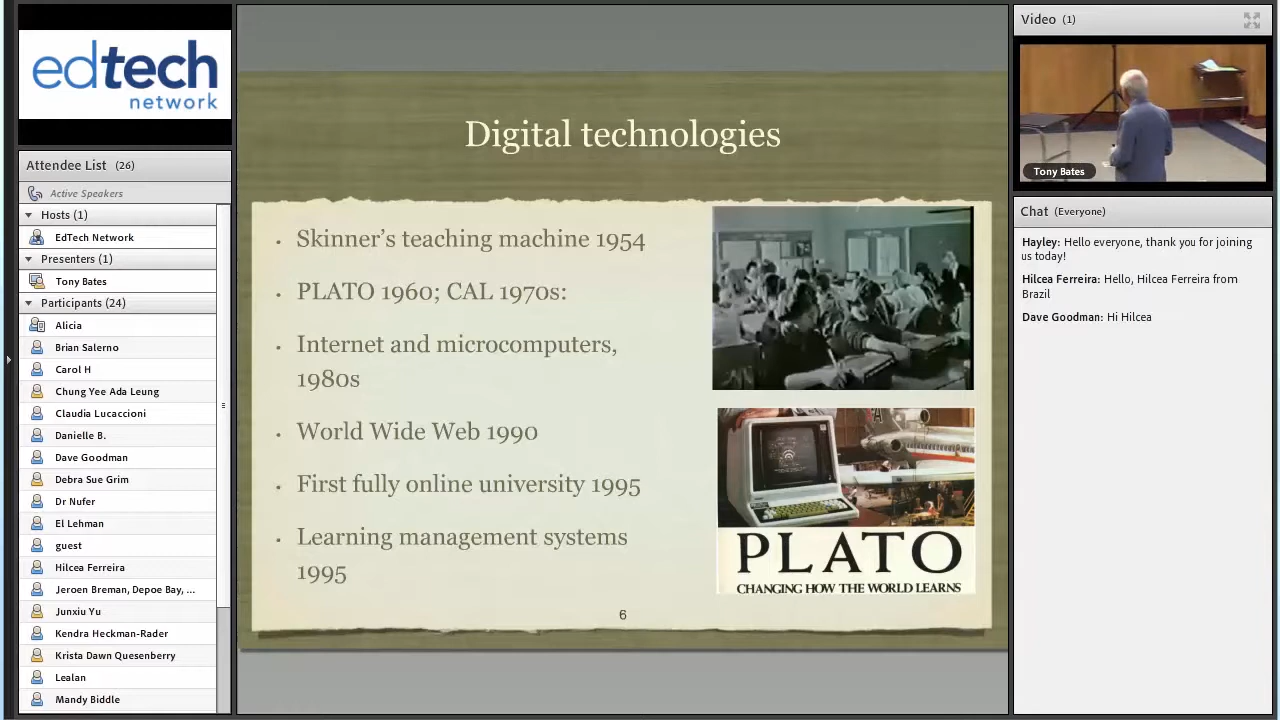 edtech
network
Attendee List (26)
Active Speakers
Hosts (1)
EdTech Network
Presenters (1)
Tony Bates
Participants (24)
Alicia
Brian Salerno
Carol H
Chung Yee Ada Leung
Claudia Lucaccioni
Danielle B.
Dave Goodman
Debra Sue Grim
Dr Nufer
El Lehman
guest
Hilcea Ferreira
Jeroen Breman, Depoe Bay, ...
Junxiu Yu
Kendra Heckman-Rader
Krista Dawn Quesenberry
Lealan
Mandy Biddle
Digital technologies
Skinner’s teaching machine 1954
PLATO 1960; CAL 1970s:
Internet and microcomputers,
1980s
World Wide Web 1990
First fully online university 1995
Learning management systems
1995
PLATO
CHANGING HOW THE WORLD LEARNS
6
Video (1)
Tony Bates
Chat (Everyone)
Hayley: Hello everyone, thank you for joining
us today!
Hilcea Ferreira: Hello, Hilcea Ferreira from
Brazil
Dave Goodman: Hi Hilcea